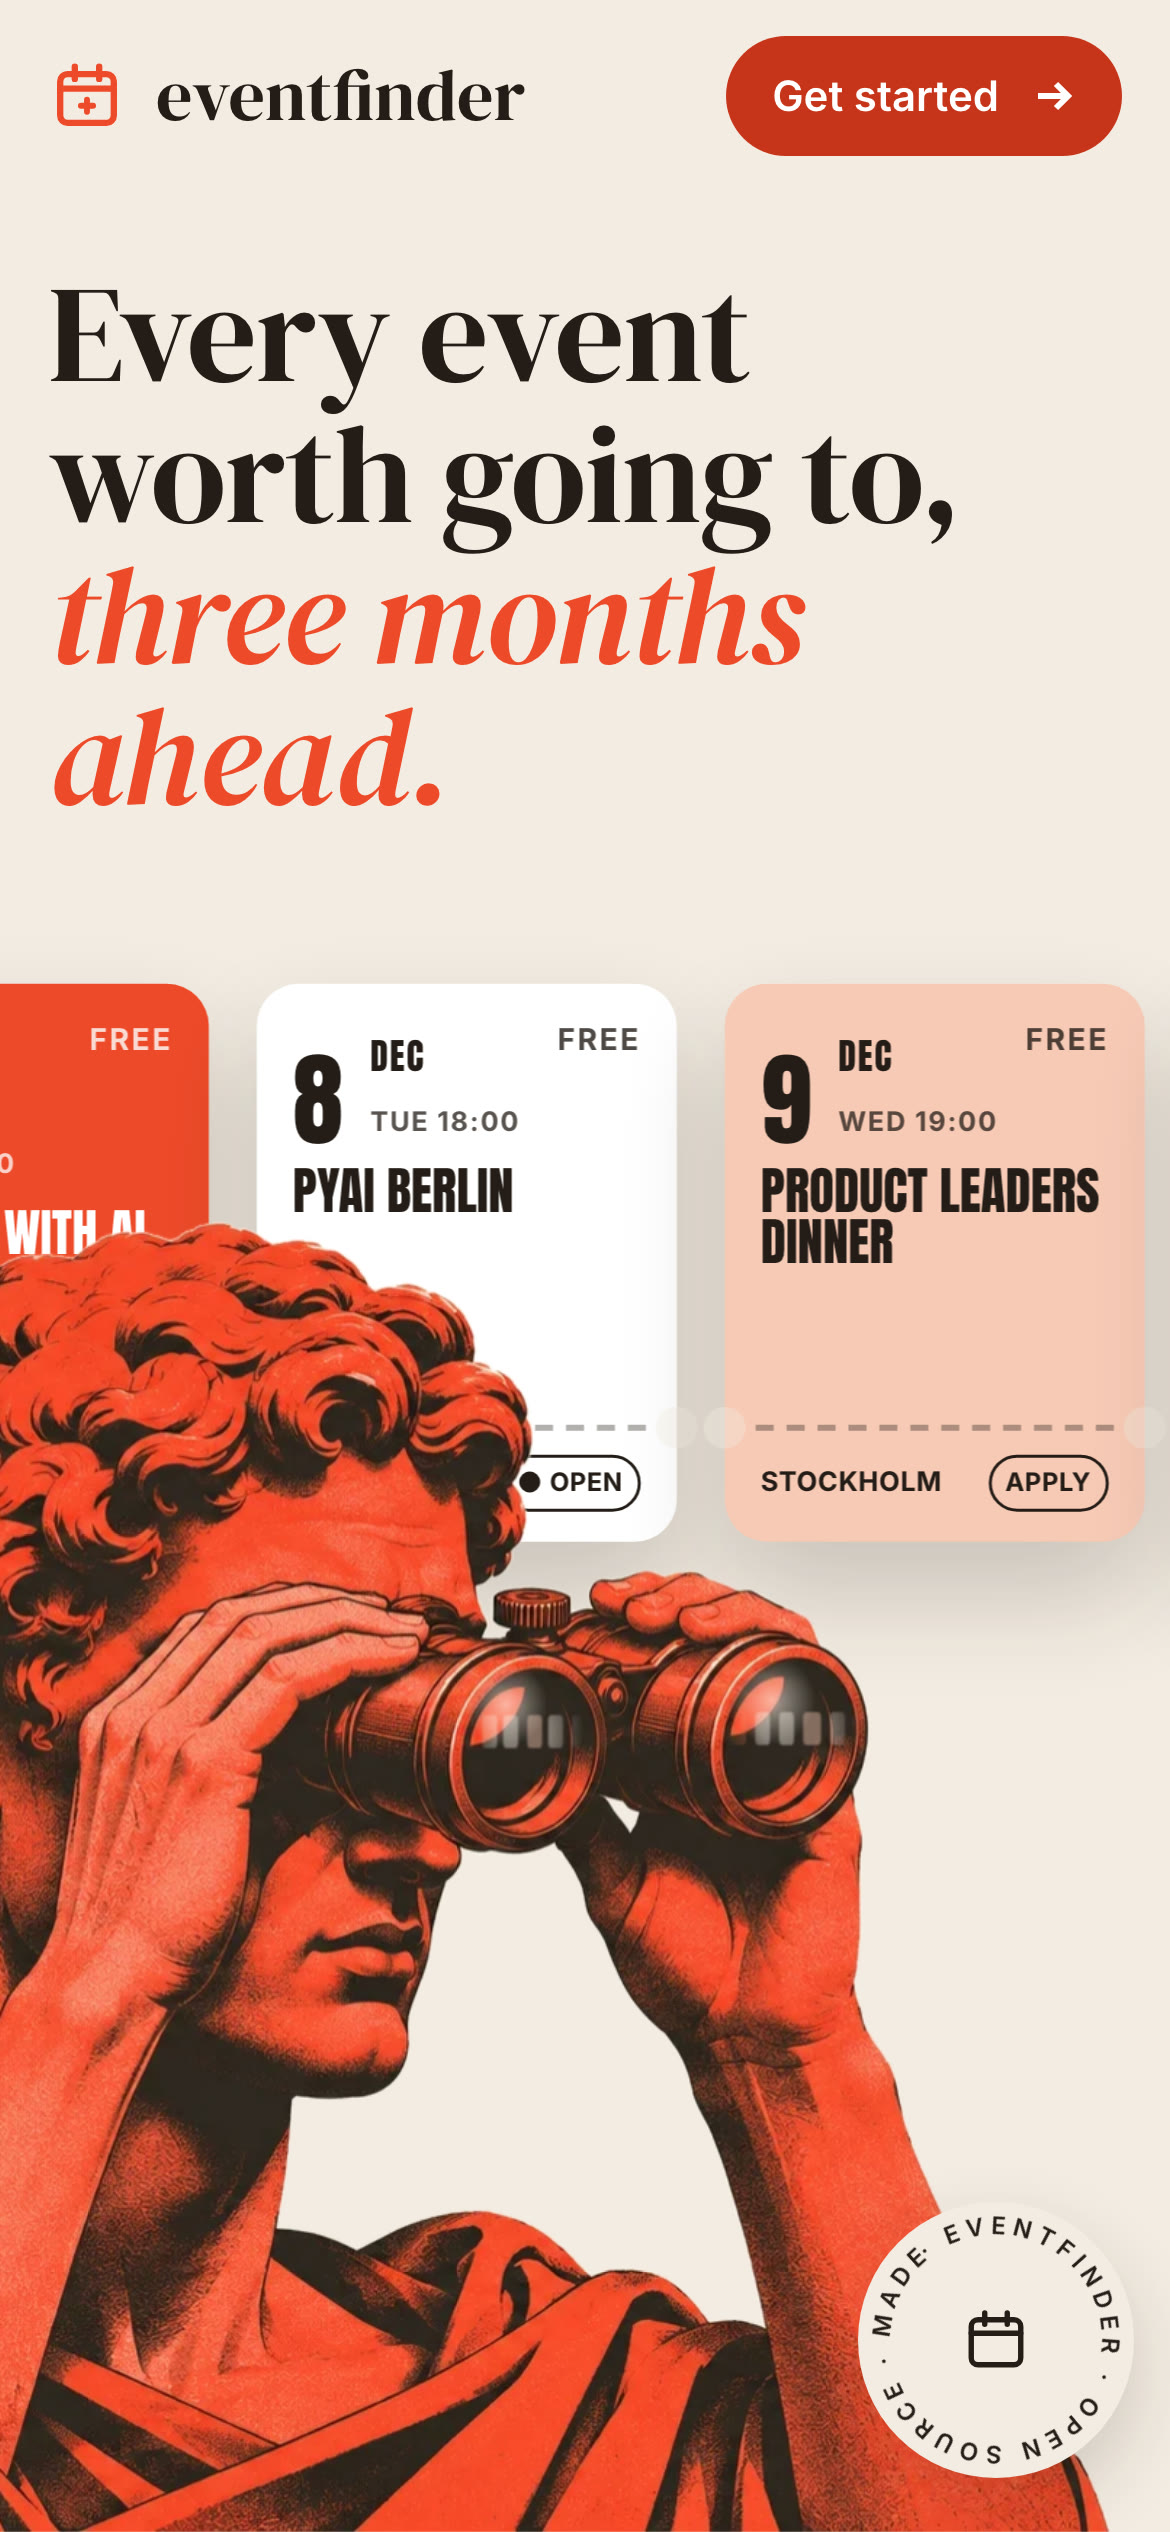 eventfinder
Get started
Every event
worth going to,
three months
ahead.
FREE
0
WITH AI
8
DEC
FREE
TUE 18:00
PYAI BERLIN
OPEN
9
DEC
FREE
WED 19:00
PRODUCT LEADERS
DINNER
STOCKHOLM
APPLY
EVENTFINDER · OPEN SOURCE · MADE ·